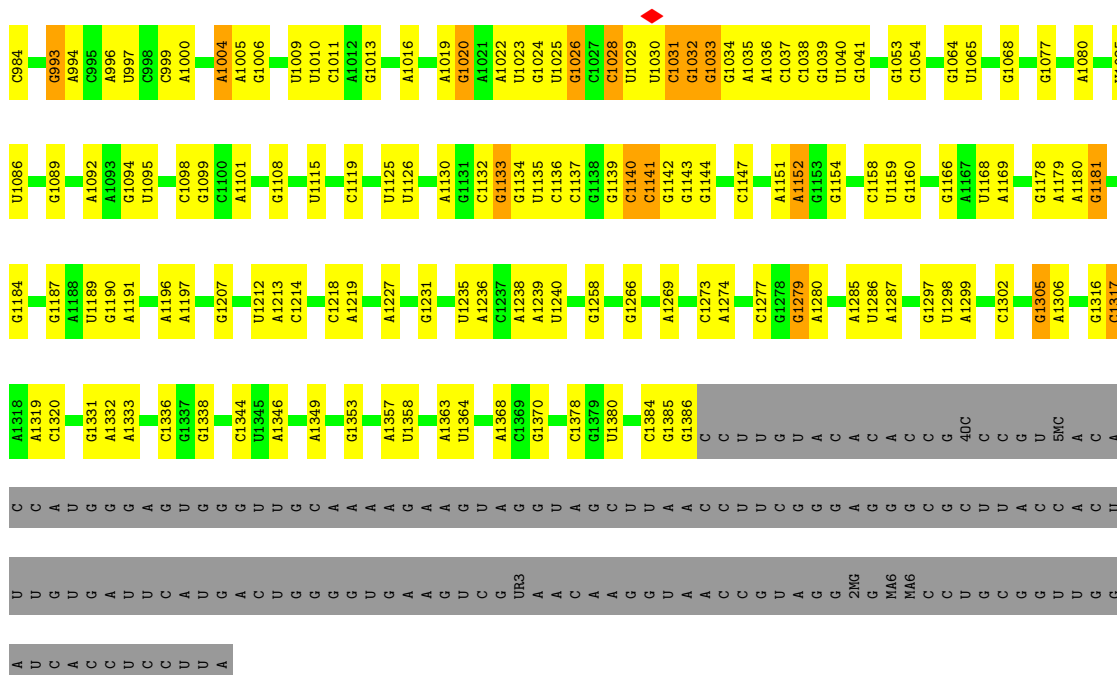 C984 G993 A994 C995 A996 U997 C998 C999 A1000 A1004 A1005 G1006 U1009 U1010 C1011 A1012 G1013 A1016 A1019 G1020 A1021 A1022 U1023 G1024 U1025 G1026 C1027 C1028 U1029 U1030 C1031 G1032 G1033 G1034 A1035 A1036 C1037 C1038 G1039 U1040 G1041 G1053 C1054 G1064 U1065 G1068 G1077 A1080
U1086 G1089 A1092 A1093 G1094 U1095 C1098 G1099 C1100 A1101 G1108 U1115 C1119 U1125 U1126 A1130 G1131 C1132 G1133 G1134 U1135 C1136 C1137 G1138 G1139 C1140 C1141 G1142 G1143 G1144 C1147 A1151 A1152 G1153 G1154 C1158 U1159 G1160 G1166 A1167 U1168 A1169 G1178 A1179 A1180 G1181
G1184 G1187 A1188 U1189 G1190 A1191 A1196 A1197 G1207 U1212 A1213 C1214 C1218 A1219 A1227 G1231 U1235 A1236 C1237 A1238 A1239 U1240 G1258 G1266 A1269 C1273 A1274 C1277 G1278 G1279 A1280 A1285 U1286 A1287 G1297 U1298 A1299 C1302 G1305 A1306 G1316 C1317
A1318 A1319 C1320 G1331 A1332 A1333 C1336 G1337 G1338 C1344 U1345 A1346 A1349 G1353 A1357 U1358 A1363 U1364 A1368 C1369 G1370 C1378 G1379 U1380 C1384 G1385 G1386 C C U U G U A C A C A C C G 4OC C C G U 5MC A C A
C C A U G G G A G U G G G U U G C A A A A G A A G U A G G U A G C U U A A C C U U C G G G A G G G C G C U U A C C A C U
U U G U G A U U C A U G A C U G G G G U G A A G U C G UR3 A A C A A G G U A A C C G U A G G 2MG G MA6 MA6 C C U G C G G U U G G
A U C A C C U C C U U A